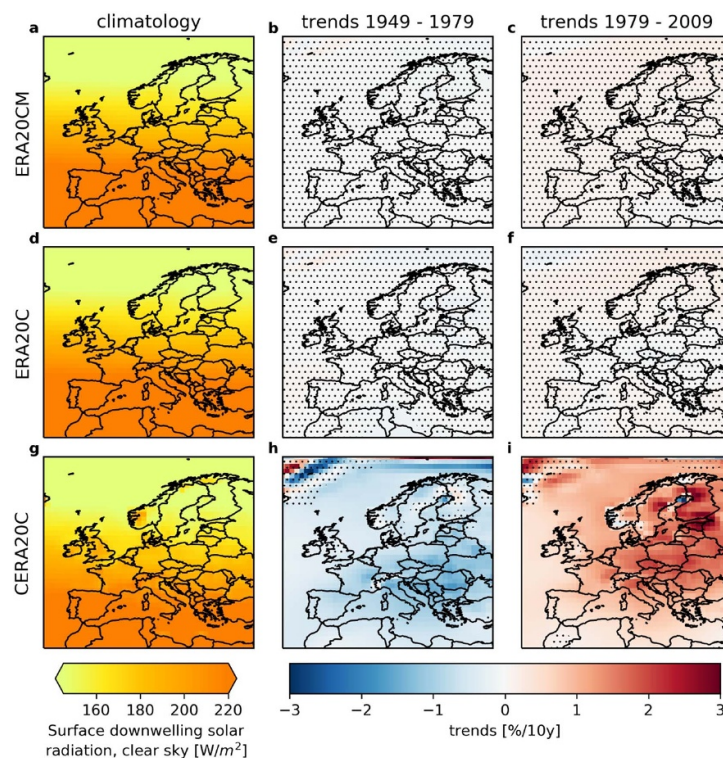 climatology
trends 1949 - 1979
trends 1979 - 2009
a
b
c
ERA20CM
d
e
f
ERA20C
g
h
i
CERA20C
160 180 200 220
−3 −2 −1 0 1 2 3
Surface downwelling solar
radiation, clear sky [W/m²]
trends [%/10y]